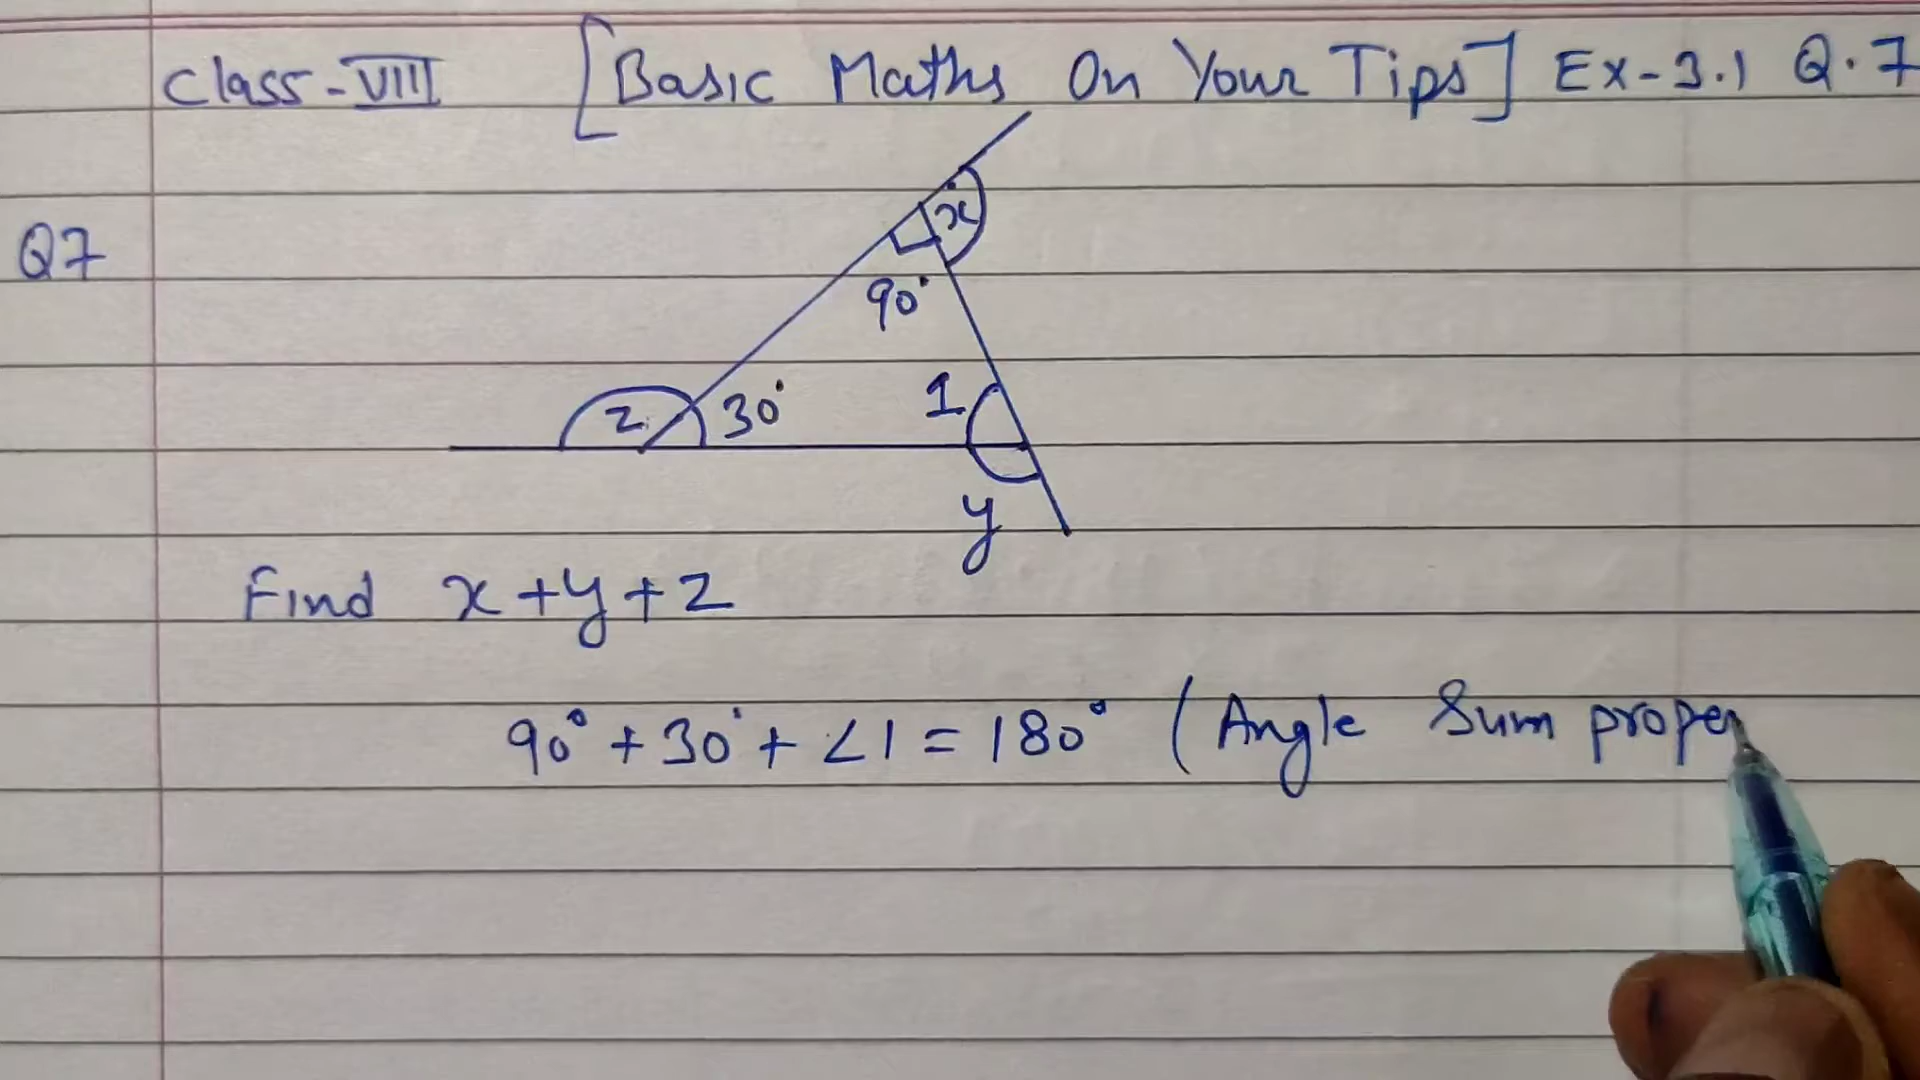 Class-VIII [Basic Maths On Your Tips] Ex-3.1 Q.7
Q7
x
90°
z 30° 1
y
Find x+y+z
90°+30°+∠1=180° (Angle Sum proper